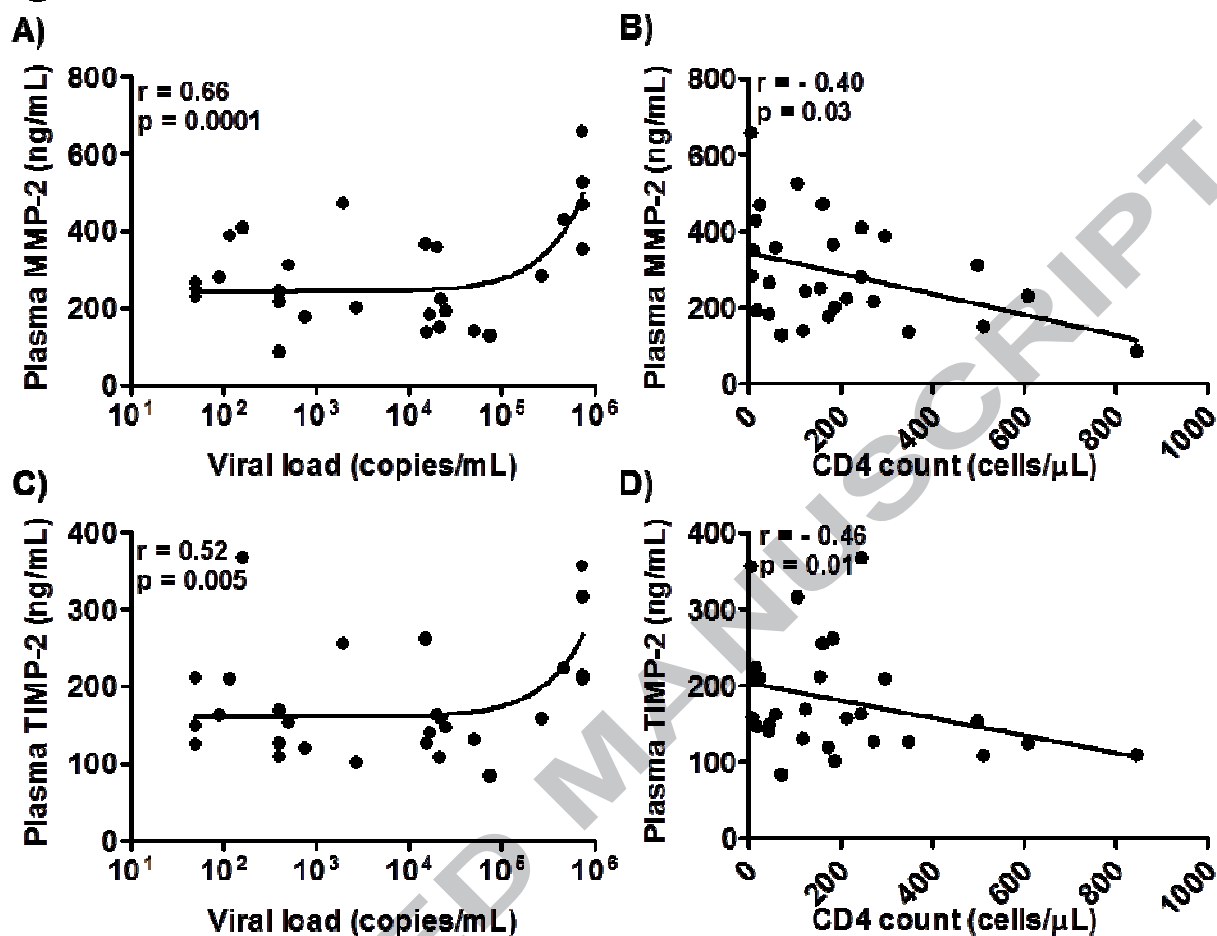 A)
B)
r = 0.66
p = 0.0001
r = - 0.40
p = 0.03
Plasma MMP-2 (ng/mL)
800
600
400
200
0
10¹ 10² 10³ 10⁴ 10⁵ 10⁶
Viral load (copies/mL)
Plasma MMP-2 (ng/mL)
800
600
400
200
0
0 200 400 600 800 1000
CD4 count (cells/µL)
C)
D)
r = 0.52
p = 0.005
r = - 0.46
p = 0.01
Plasma TIMP-2 (ng/mL)
400
300
200
100
0
10¹ 10² 10³ 10⁴ 10⁵ 10⁶
Viral load (copies/mL)
Plasma TIMP-2 (ng/mL)
400
300
200
100
0
0 200 400 600 800 1000
CD4 count (cells/µL)
ED MANUSCRIPT